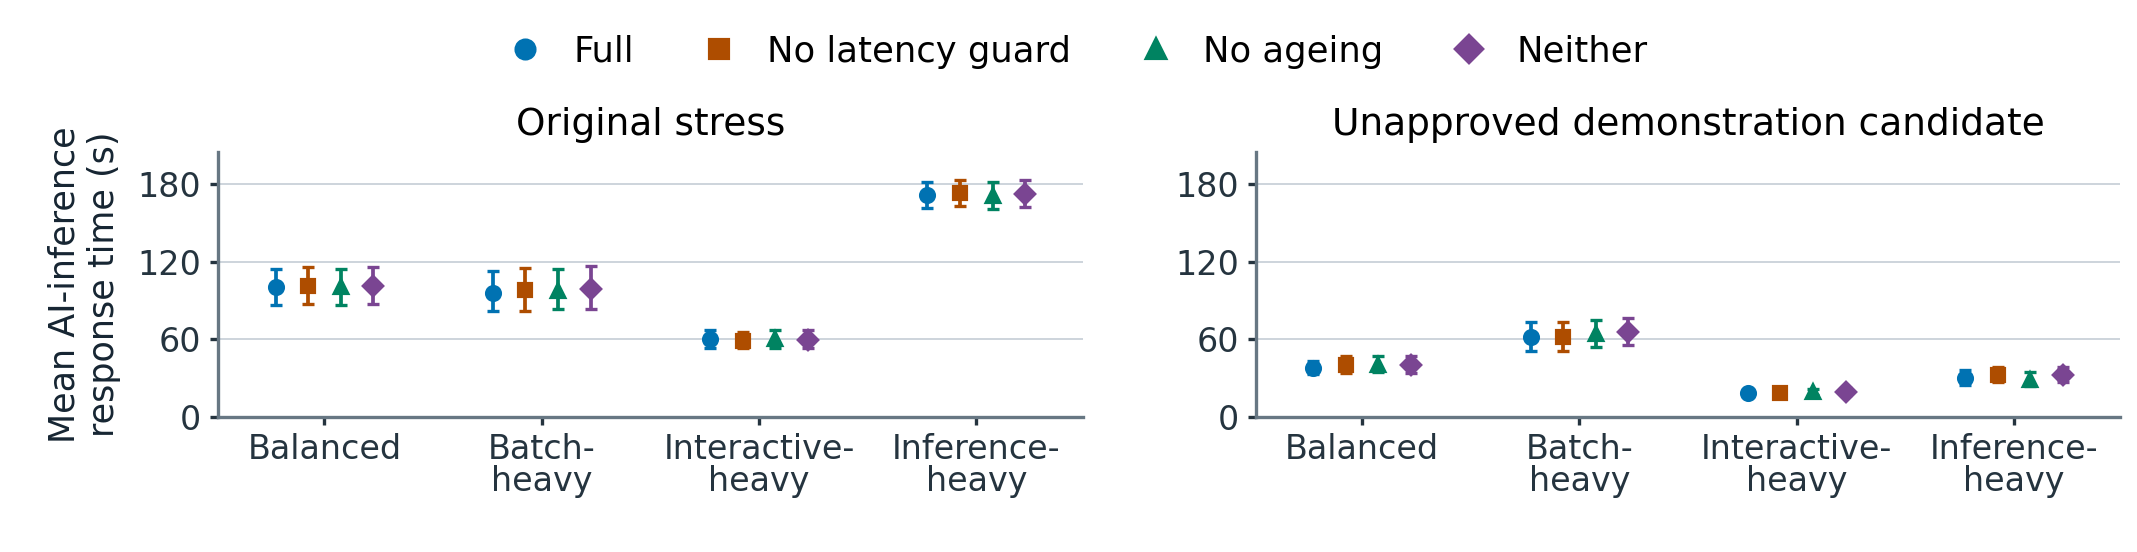 Full No latency guard No ageing Neither
Original stress
Mean AI-inference
response time (s)
180
120
60
0
Balanced
Batch-
heavy
Interactive-
heavy
Inference-
heavy
Unapproved demonstration candidate
180
120
60
0
Balanced
Batch-
heavy
Interactive-
heavy
Inference-
heavy